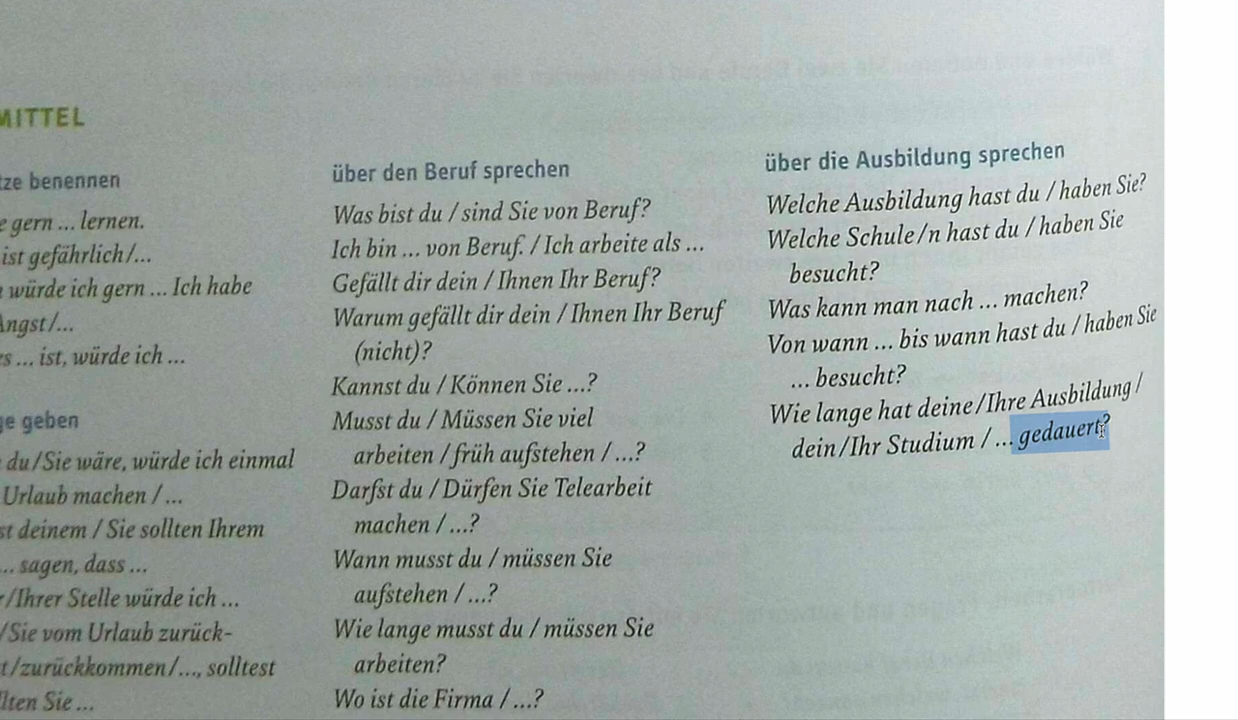 MITTEL
tze benennen
e gern ... lernen.
ist gefährlich/...
würde ich gern ... Ich habe
Angst/...
es ... ist, würde ich ...
ge geben
du/Sie wäre, würde ich einmal
Urlaub machen / ...
st deinem / Sie sollten Ihrem
... sagen, dass ...
r/Ihrer Stelle würde ich ...
/Sie vom Urlaub zurück-
t/zurückkommen/..., solltest
llten Sie ...
über den Beruf sprechen
Was bist du / sind Sie von Beruf?
Ich bin ... von Beruf. / Ich arbeite als ...
Gefällt dir dein / Ihnen Ihr Beruf?
Warum gefällt dir dein / Ihnen Ihr Beruf
(nicht)?
Kannst du / Können Sie ...?
Musst du / Müssen Sie viel
arbeiten / früh aufstehen / ...?
Darfst du / Dürfen Sie Telearbeit
machen / ...?
Wann musst du / müssen Sie
aufstehen / ...?
Wie lange musst du / müssen Sie
arbeiten?
Wo ist die Firma / ...?
über die Ausbildung sprechen
Welche Ausbildung hast du / haben Sie?
Welche Schule/n hast du / haben Sie
besucht?
Was kann man nach ... machen?
Von wann ... bis wann hast du / haben Sie
... besucht?
Wie lange hat deine/Ihre Ausbildung /
dein/Ihr Studium / ... gedauert?